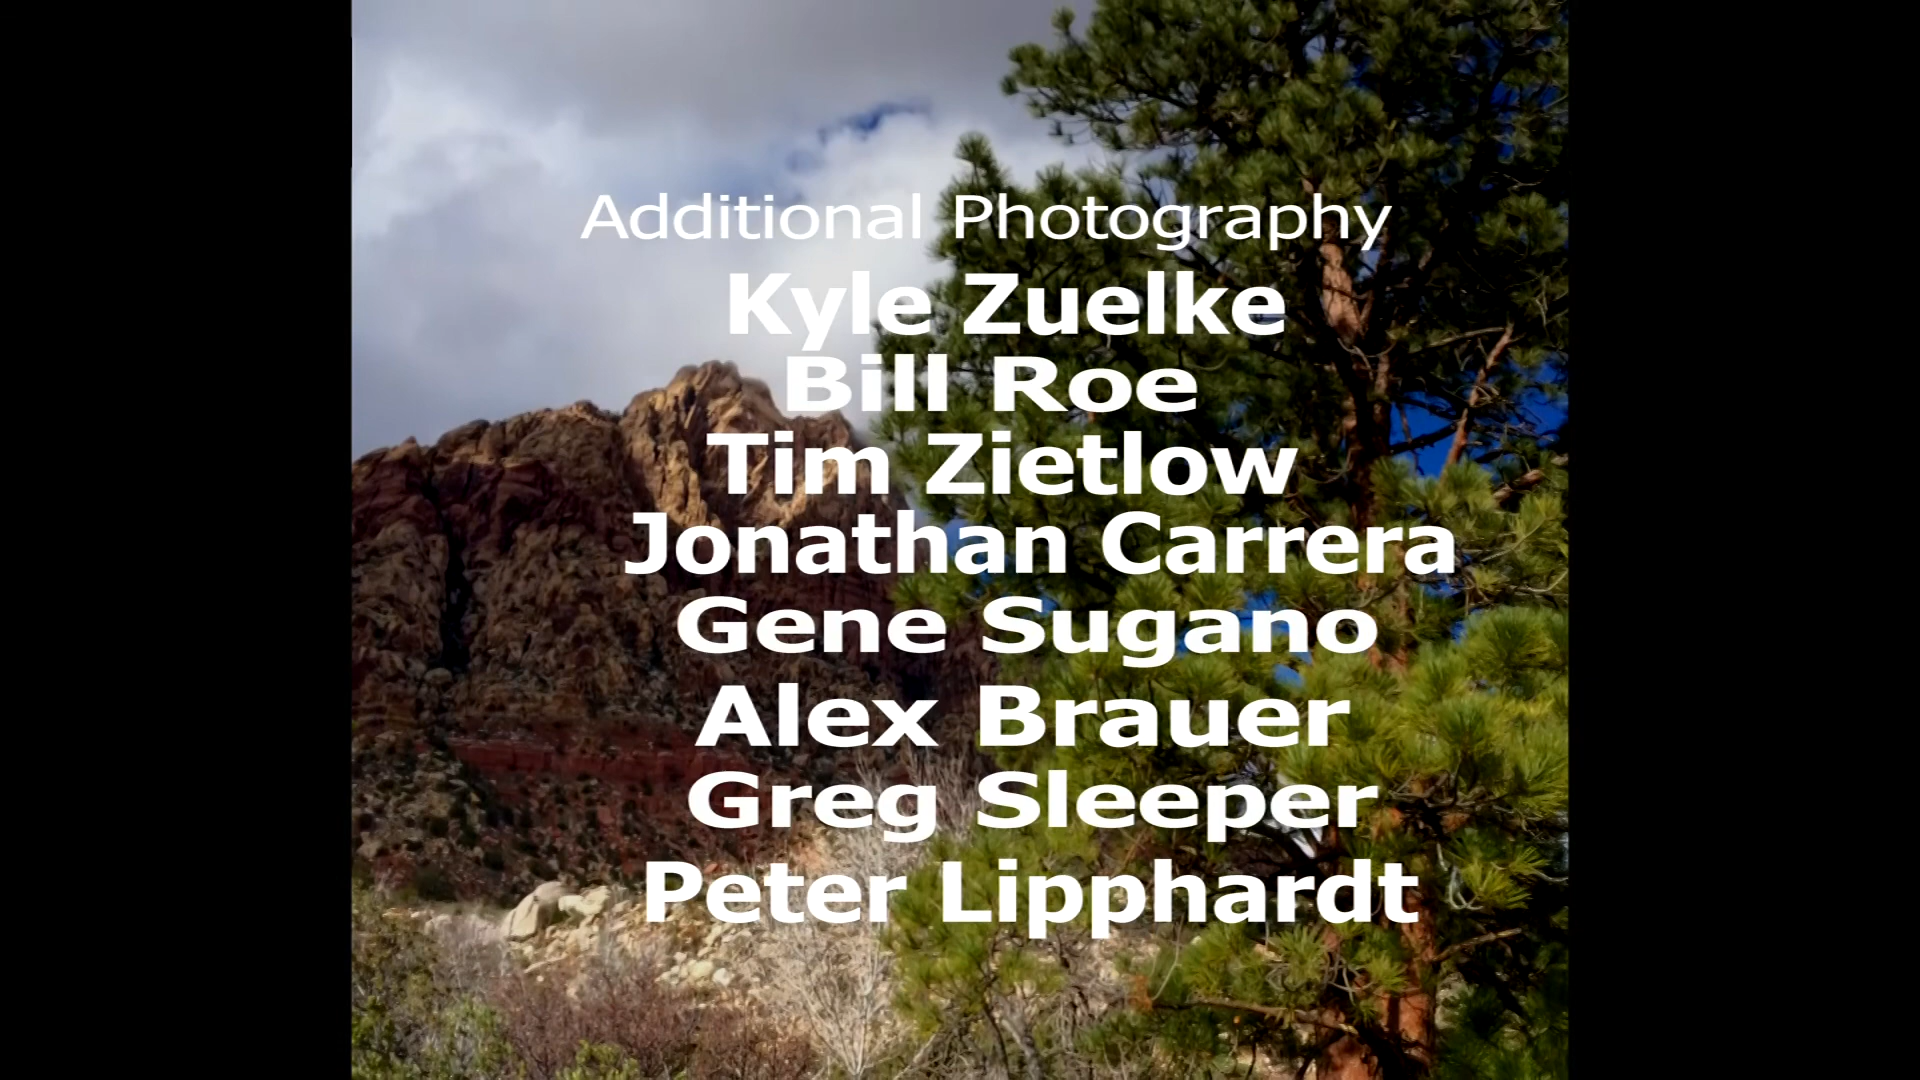 Additional Photography
Kyle Zuelke
Bill Roe
Tim Zietlow
Jonathan Carrera
Gene Sugano
Alex Brauer
Greg Sleeper
Peter Lipphardt